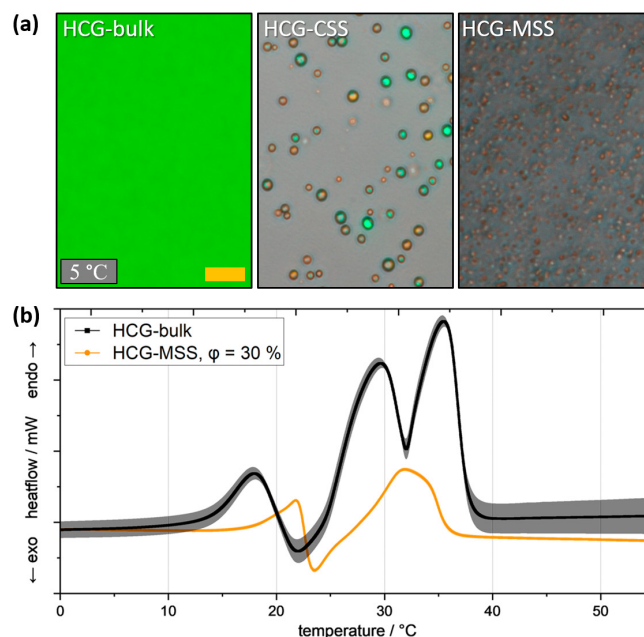 (a)
HCG-bulk
HCG-CSS
HCG-MSS
5 °C
(b)
HCG-bulk
HCG-MSS, φ = 30 %
← exo heatflow / mW endo →
0 10 20 30 40 50
temperature / °C